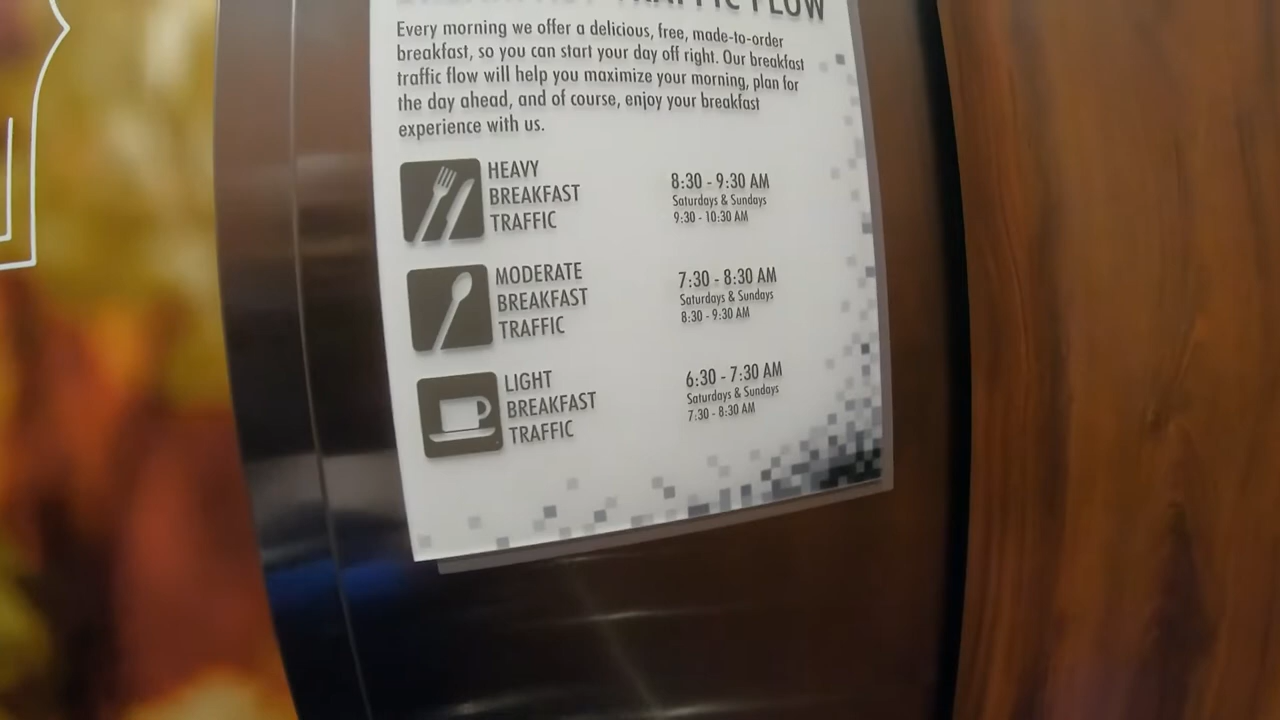 TRAFFIC FLOW
Every morning we offer a delicious, free, made-to-order
breakfast, so you can start your day off right. Our breakfast
traffic flow will help you maximize your morning, plan for
the day ahead, and of course, enjoy your breakfast
experience with us.
HEAVY
BREAKFAST
TRAFFIC
8:30 - 9:30 AM
Saturdays & Sundays
9:30 - 10:30 AM
MODERATE
BREAKFAST
TRAFFIC
7:30 - 8:30 AM
Saturdays & Sundays
8:30 - 9:30 AM
LIGHT
BREAKFAST
TRAFFIC
6:30 - 7:30 AM
Saturdays & Sundays
7:30 - 8:30 AM